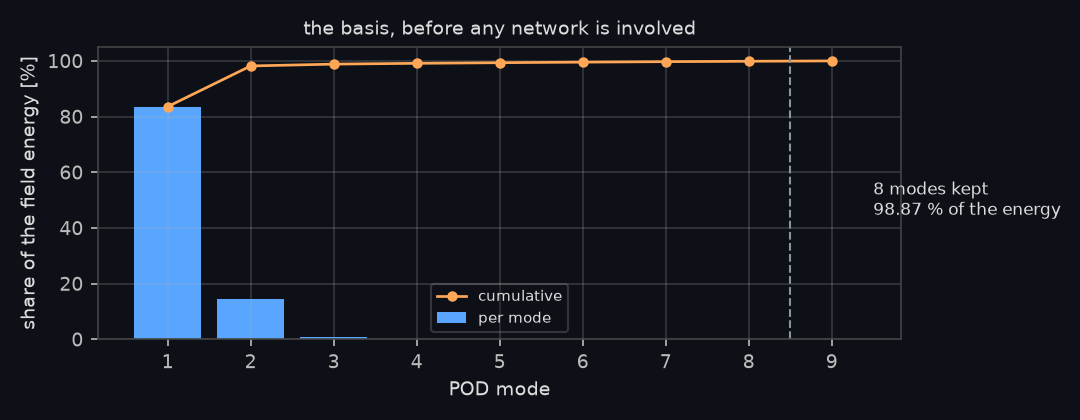 the basis, before any network is involved
share of the field energy [%]
100
80
60
40
20
0
8 modes kept
98.87 % of the energy
cumulative
per mode
1 2 3 4 5 6 7 8 9
POD mode